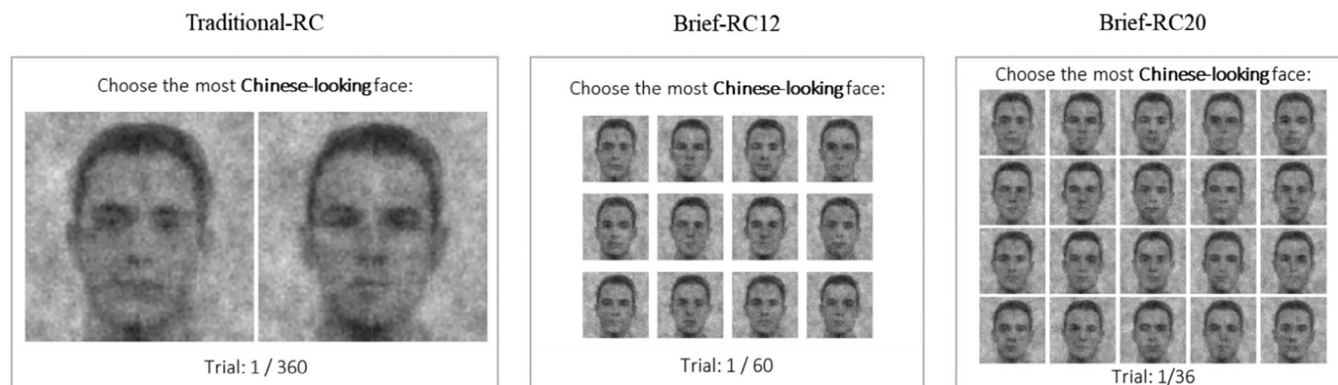 Traditional-RC
Choose the most Chinese-looking face:
Trial: 1 / 360
Brief-RC12
Choose the most Chinese-looking face:
Trial: 1 / 60
Brief-RC20
Choose the most Chinese-looking face:
Trial: 1/36